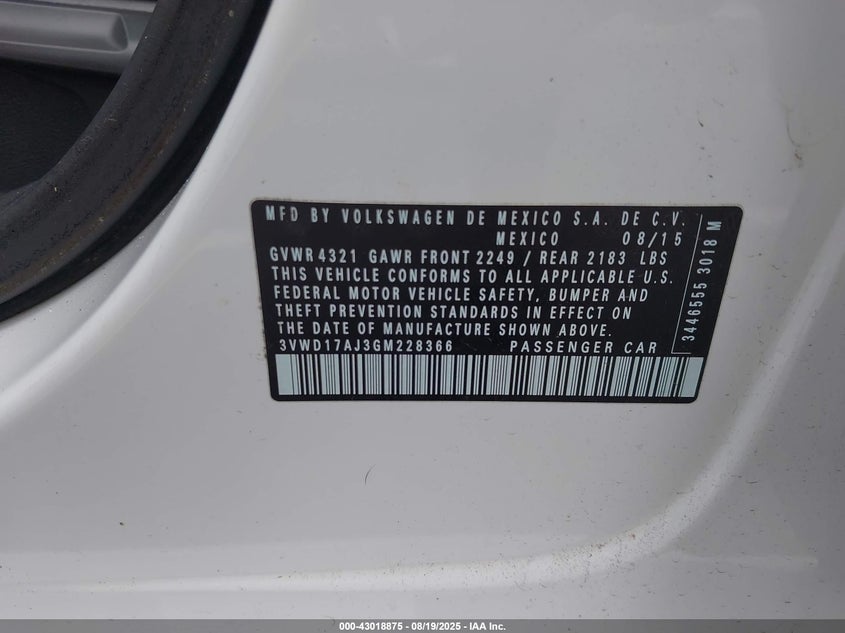 MFD BY VOLKSWAGEN DE MEXICO S.A. DE C.V.
MEXICO 08/15
GVWR 4321 GAWR FRONT 2249 / REAR 2183 LBS
THIS VEHICLE CONFORMS TO ALL APPLICABLE U.S.
FEDERAL MOTOR VEHICLE SAFETY, BUMPER AND
THEFT PREVENTION STANDARDS IN EFFECT ON
THE DATE OF MANUFACTURE SHOWN ABOVE.
3VWD17AJ3GM228366 PASSENGER CAR
3446555 3018 M
000-43018875 - 08/19/2025 - IAA Inc.